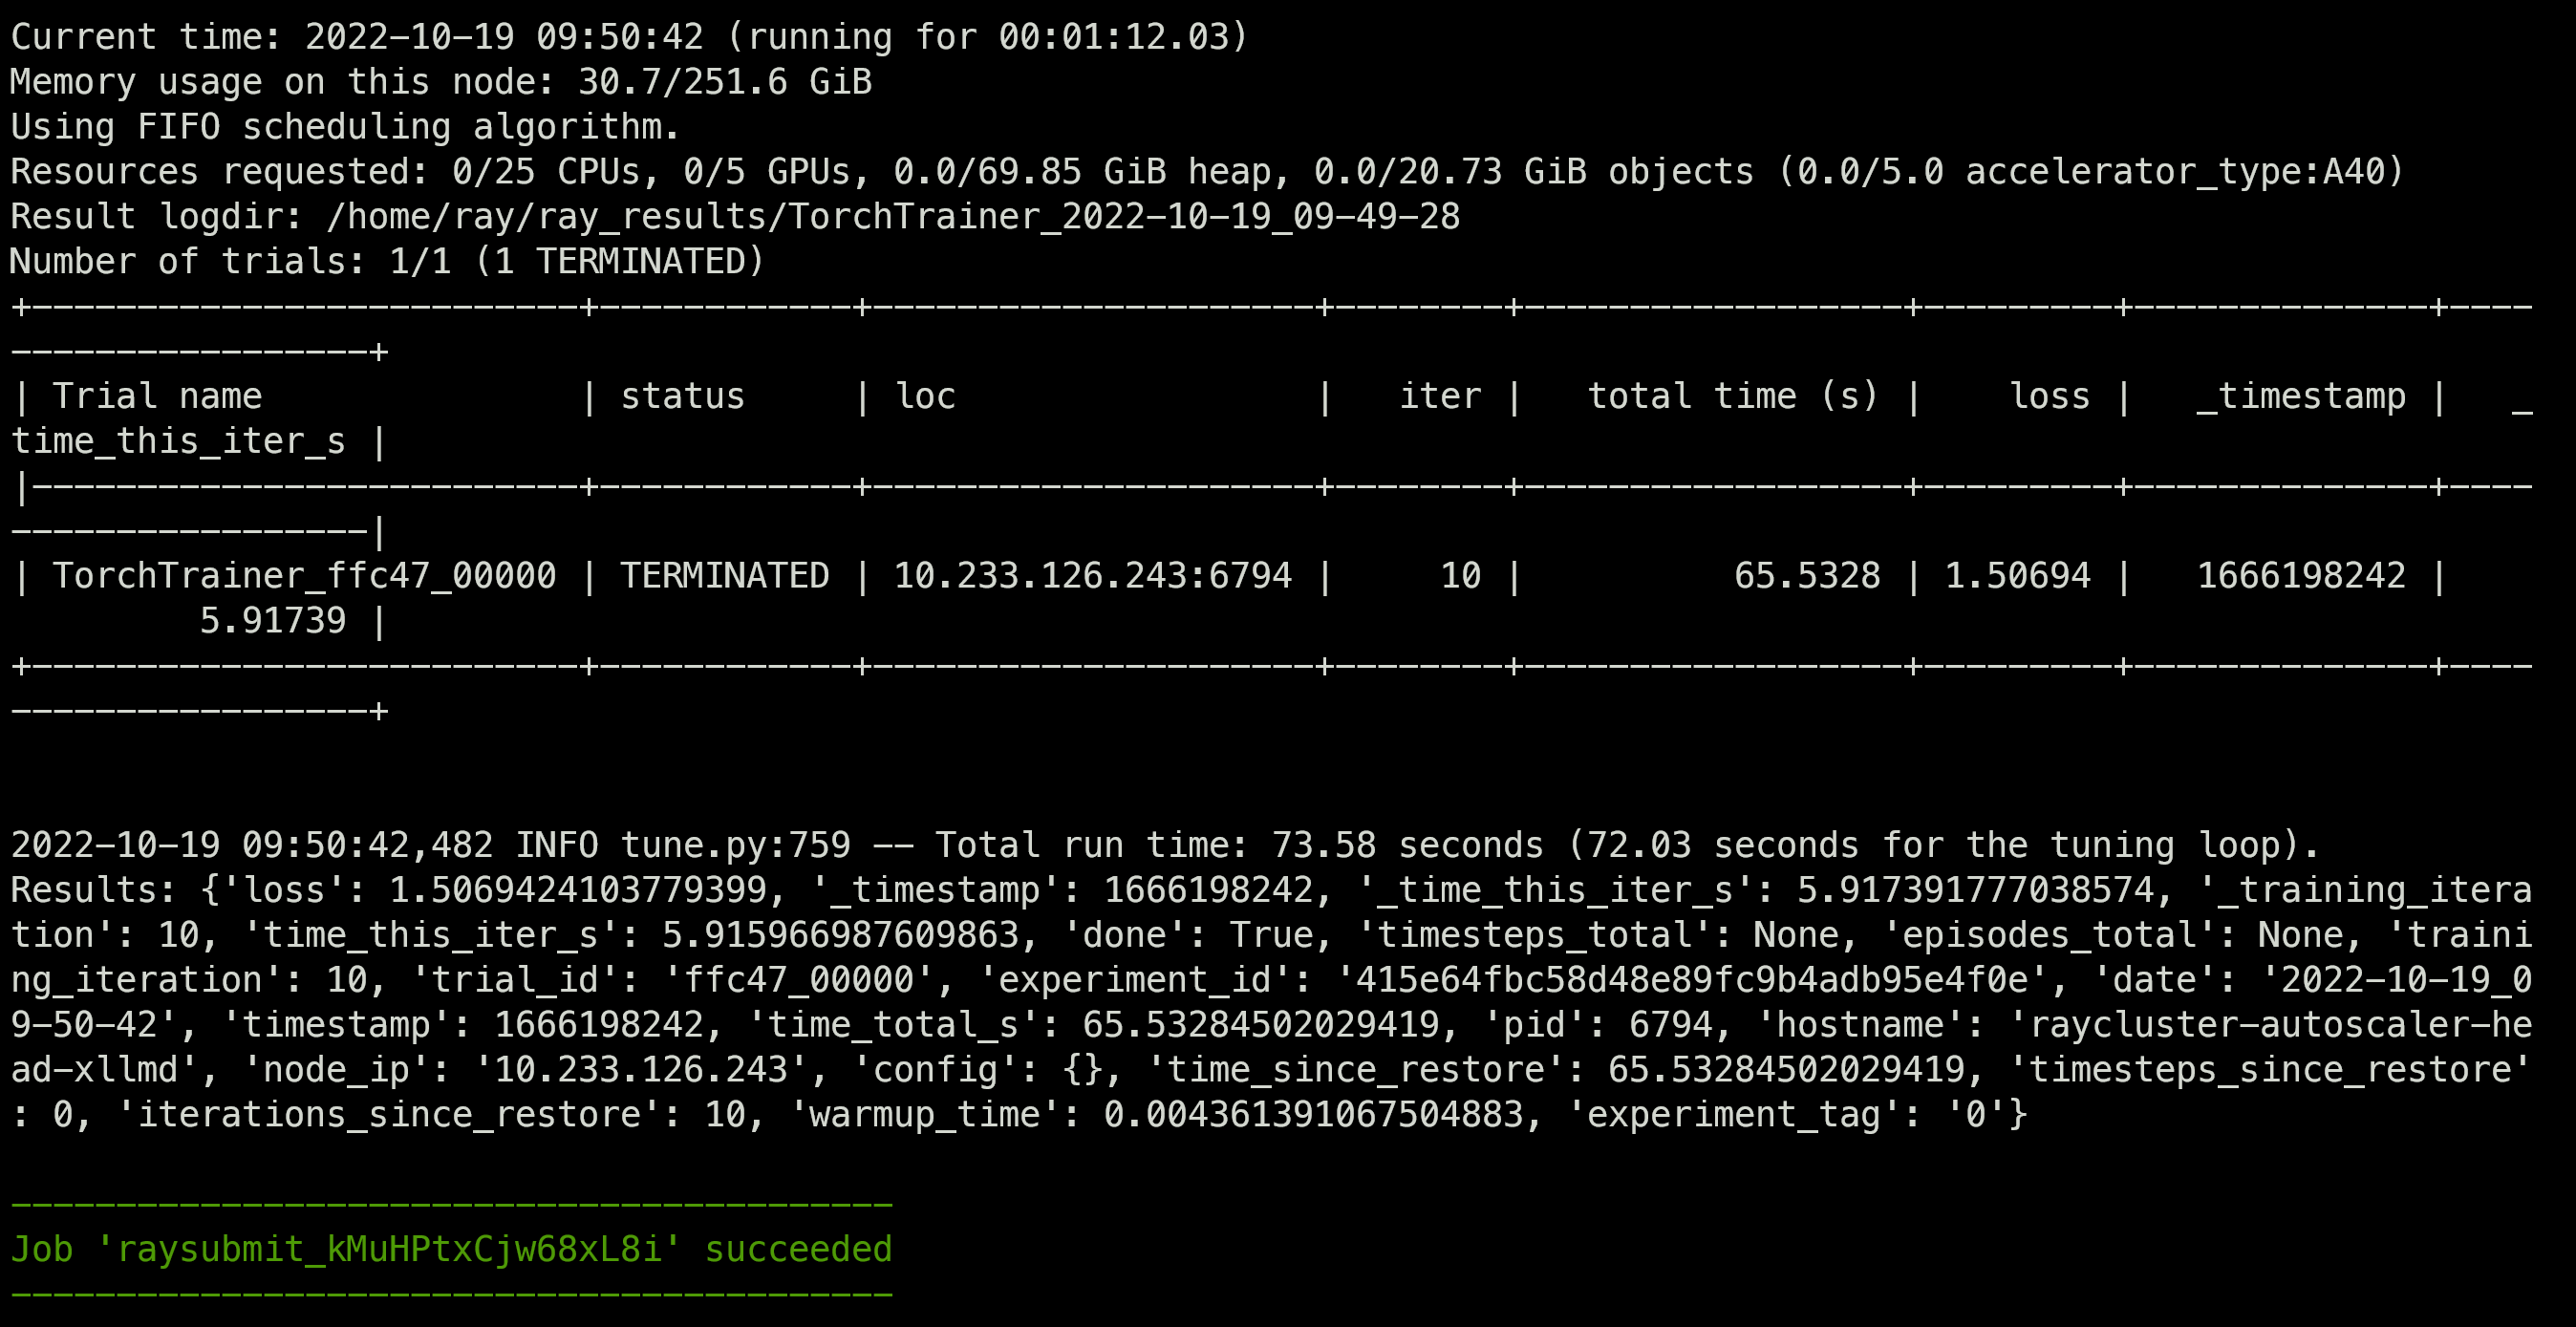 Current time: 2022-10-19 09:50:42 (running for 00:01:12.03)
Memory usage on this node: 30.7/251.6 GiB
Using FIFO scheduling algorithm.
Resources requested: 0/25 CPUs, 0/5 GPUs, 0.0/69.85 GiB heap, 0.0/20.73 GiB objects (0.0/5.0 accelerator_type:A40)
Result logdir: /home/ray/ray_results/TorchTrainer_2022-10-19_09-49-28
Number of trials: 1/1 (1 TERMINATED)
+--------------------------+------------+---------------------+--------+------------------+---------+--------------+----
-----------------+
| Trial name               | status     | loc                 |   iter |   total time (s) |    loss |   _timestamp |   _
time_this_iter_s |
|--------------------------+------------+---------------------+--------+------------------+---------+--------------+----
-----------------|
| TorchTrainer_ffc47_00000 | TERMINATED | 10.233.126.243:6794 |     10 |          65.5328 | 1.50694 |   1666198242 |
         5.91739 |
+--------------------------+------------+---------------------+--------+------------------+---------+--------------+----
-----------------+
2022-10-19 09:50:42,482 INFO tune.py:759 -- Total run time: 73.58 seconds (72.03 seconds for the tuning loop).
Results: {'loss': 1.5069424103779399, '_timestamp': 1666198242, '_time_this_iter_s': 5.917391777038574, '_training_itera
tion': 10, 'time_this_iter_s': 5.915966987609863, 'done': True, 'timesteps_total': None, 'episodes_total': None, 'traini
ng_iteration': 10, 'trial_id': 'ffc47_00000', 'experiment_id': '415e64fbc58d48e89fc9b4adb95e4f0e', 'date': '2022-10-19_0
9-50-42', 'timestamp': 1666198242, 'time_total_s': 65.53284502029419, 'pid': 6794, 'hostname': 'raycluster-autoscaler-he
ad-xllmd', 'node_ip': '10.233.126.243', 'config': {}, 'time_since_restore': 65.53284502029419, 'timesteps_since_restore'
: 0, 'iterations_since_restore': 10, 'warmup_time': 0.004361391067504883, 'experiment_tag': '0'}
------------------------------------------
Job 'raysubmit_kMuHPtxCjw68xL8i' succeeded
------------------------------------------